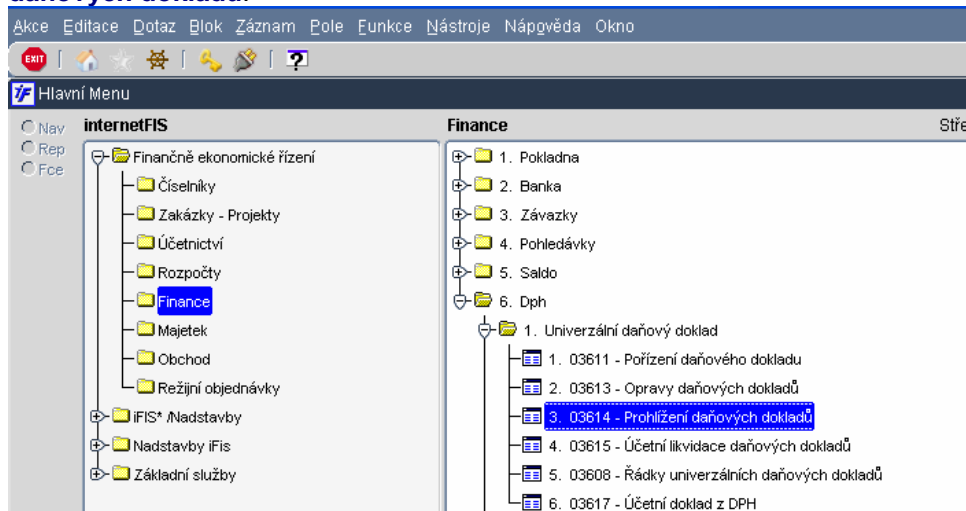 daňových dokladů.
Akce Editace Dotaz Blok Záznam Pole Funkce Nástroje Nápověda Okno
EXIT
Hlavní Menu
Nav
Rep
Fce
internetFIS
Finančně ekonomické řízení
Číselníky
Zakázky - Projekty
Účetnictví
Rozpočty
Finance
Majetek
Obchod
Režijní objednávky
iFIS* /Nadstavby
Nadstavby iFis
Základní služby
Finance
Stře
1. Pokladna
2. Banka
3. Závazky
4. Pohledávky
5. Saldo
6. Dph
1. Univerzální daňový doklad
1. 03611 - Pořízení daňového dokladu
2. 03613 - Opravy daňových dokladů
3. 03614 - Prohlížení daňových dokladů
4. 03615 - Účetní likvidace daňových dokladů
5. 03608 - Řádky univerzálních daňových dokladů
6. 03617 - Účetní doklad z DPH